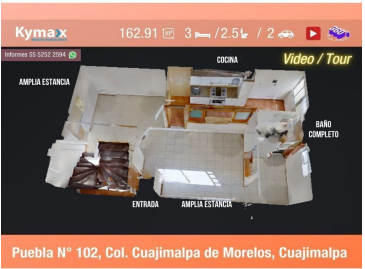 Kymax 162.91 m² 3 / 2.5 / 2
Informes 55 5252 2594
Video / Tour
COCINA
AMPLIA ESTANCIA
BAÑO
COMPLETO
ENTRADA
AMPLIA ESTANCIA
Puebla N° 102, Col. Cuajimalpa de Morelos, Cuajimalpa